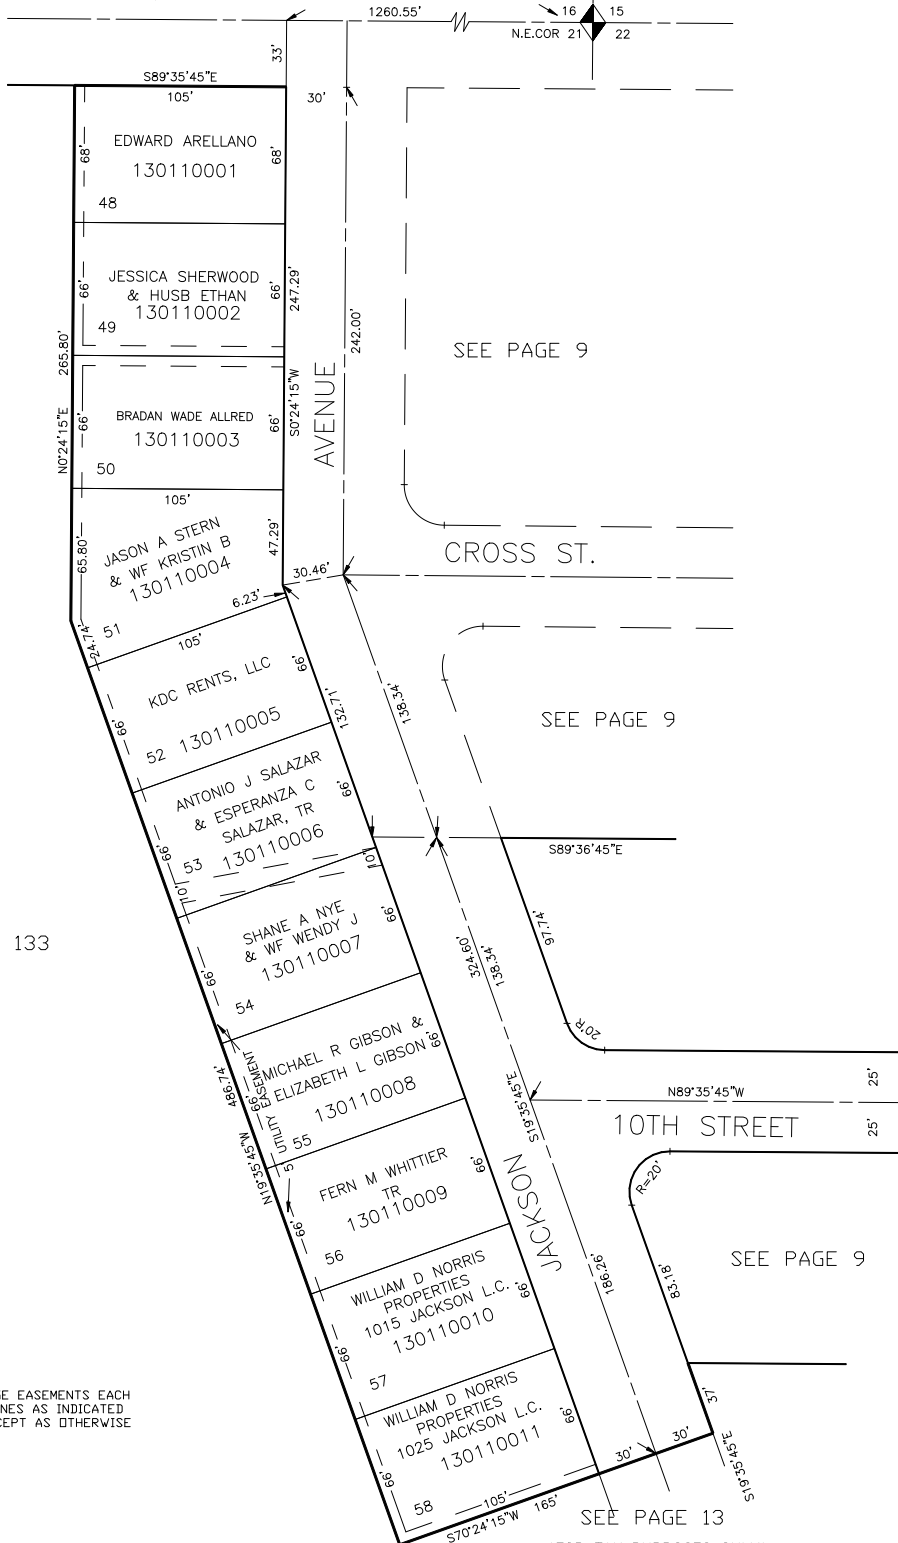 1260.55'
16 15
N.E.COR 21 22
33'
S89°35'45"E
105'
30'
EDWARD ARELLANO
130110001
68'
68'
48
JESSICA SHERWOOD
& HUSB ETHAN
130110002
66'
66'
247.29'
49
242.00'
265.80'
SEE PAGE 9
AVENUE
S0°24'15"W
BRADAN WADE ALLRED
130110003
66'
66'
N0°24'15"E
50
105'
JASON A STERN
& WF KRISTIN B
130110004
65.80'
47.29'
CROSS ST.
30.46'
6.23'
51
24.74'
105'
KDC RENTS, LLC
66'
66'
132.71'
138.34'
52 130110005
SEE PAGE 9
ANTONIO J SALAZAR
& ESPERANZA C
SALAZAR, TR
53 130110006
66'
66'
S89°36'45"E
10'
10'
SHANE A NYE
& WF WENDY J
130110007
66'
66'
54
133
97.74'
324.60'
138.34'
20'R
MICHAEL R GIBSON &
ELIZABETH L GIBSON
130110008
66'
66'
55
5' UTILITY EASEMENT
486.74'
N19°35'45"W
S19°35'45"E
25'
N89°35'45"W
10TH STREET
25'
FERN M WHITTIER
TR
130110009
66'
66'
56
JACKSON
R=20'
SEE PAGE 9
WILLIAM D NORRIS
PROPERTIES
1015 JACKSON L.C.
130110010
66'
66'
57
186.26'
83.18'
WILLIAM D NORRIS
PROPERTIES
1025 JACKSON L.C.
130110011
66'
66'
58
37'
30'
30'
S19°35'45"E
105'
S70°24'15"W 165'
SEE PAGE 13
EASEMENTS EACH
AS INDICATED
AS OTHERWISE